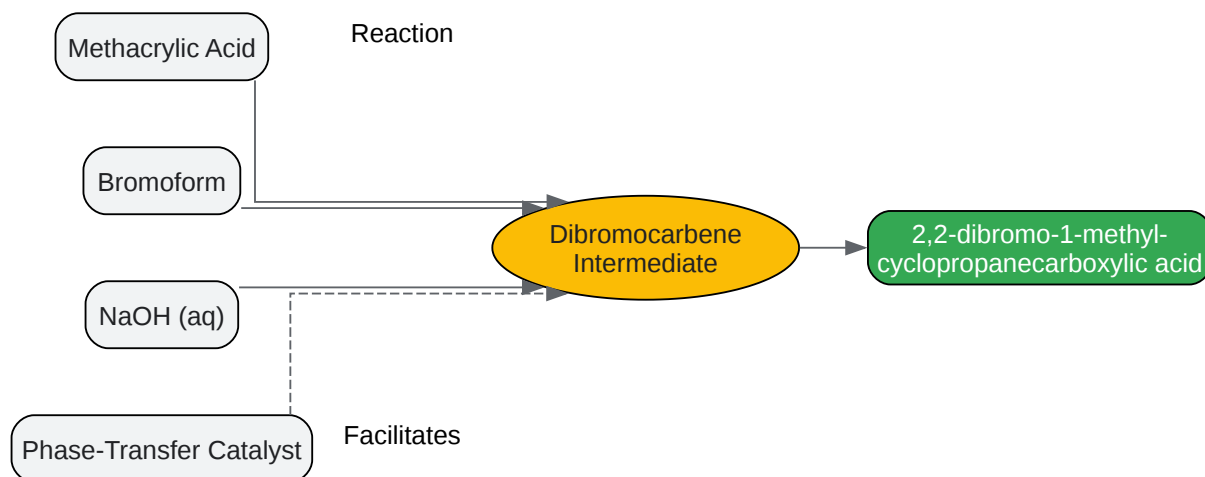 Methacrylic Acid
Reaction
Bromoform
Dibromocarbene
Intermediate
2,2-dibromo-1-methyl-
cyclopropanecarboxylic acid
NaOH (aq)
Phase-Transfer Catalyst
Facilitates